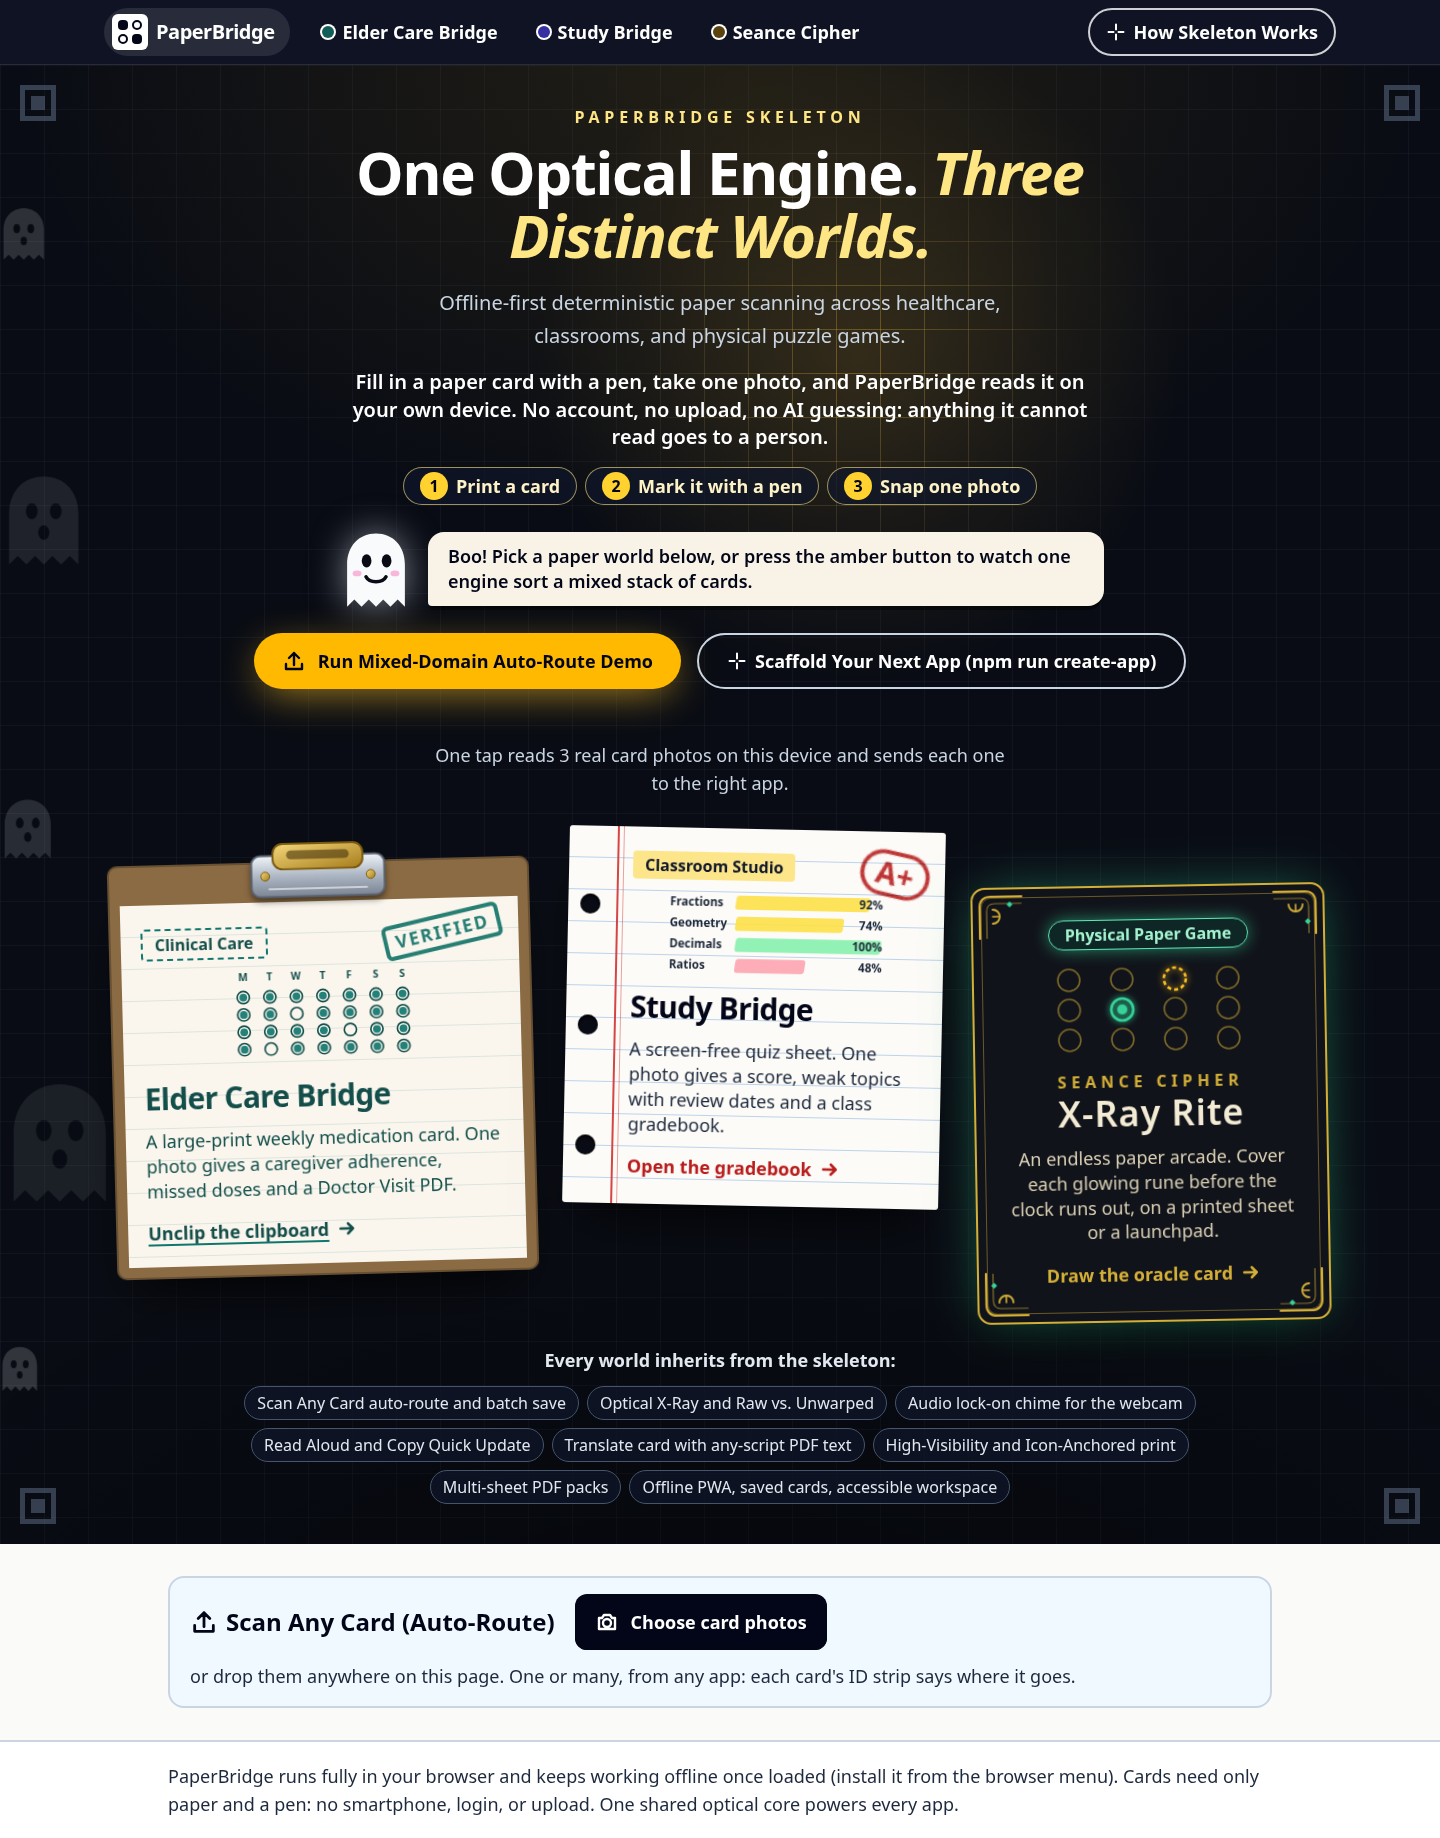 PaperBridge
Elder Care Bridge
Study Bridge
Seance Cipher
How Skeleton Works
PAPERBRIDGE SKELETON
One Optical Engine. Three
Distinct Worlds.
Offline-first deterministic paper scanning across healthcare,
classrooms, and physical puzzle games.
Fill in a paper card with a pen, take one photo, and PaperBridge reads it on
your own device. No account, no upload, no AI guessing: anything it cannot
read goes to a person.
1 Print a card
2 Mark it with a pen
3 Snap one photo
Boo! Pick a paper world below, or press the amber button to watch one
engine sort a mixed stack of cards.
Run Mixed-Domain Auto-Route Demo
Scaffold Your Next App (npm run create-app)
One tap reads 3 real card photos on this device and sends each one
to the right app.
Clinical Care
VERIFIED
M T W T F S S
Elder Care Bridge
A large-print weekly medication card. One
photo gives a caregiver adherence,
missed doses and a Doctor Visit PDF.
Unclip the clipboard →
Classroom Studio
A+
Fractions 92%
Geometry 74%
Decimals 100%
Ratios 48%
Study Bridge
A screen-free quiz sheet. One
photo gives a score, weak topics
with review dates and a class
gradebook.
Open the gradebook →
Physical Paper Game
SEANCE CIPHER
X-Ray Rite
An endless paper arcade. Cover
each glowing rune before the
clock runs out, on a printed sheet
or a launchpad.
Draw the oracle card →
Every world inherits from the skeleton:
Scan Any Card auto-route and batch save
Optical X-Ray and Raw vs. Unwarped
Audio lock-on chime for the webcam
Read Aloud and Copy Quick Update
Translate card with any-script PDF text
High-Visibility and Icon-Anchored print
Multi-sheet PDF packs
Offline PWA, saved cards, accessible workspace
Scan Any Card (Auto-Route)
Choose card photos
or drop them anywhere on this page. One or many, from any app: each card's ID strip says where it goes.
PaperBridge runs fully in your browser and keeps working offline once loaded (install it from the browser menu). Cards need only
paper and a pen: no smartphone, login, or upload. One shared optical core powers every app.